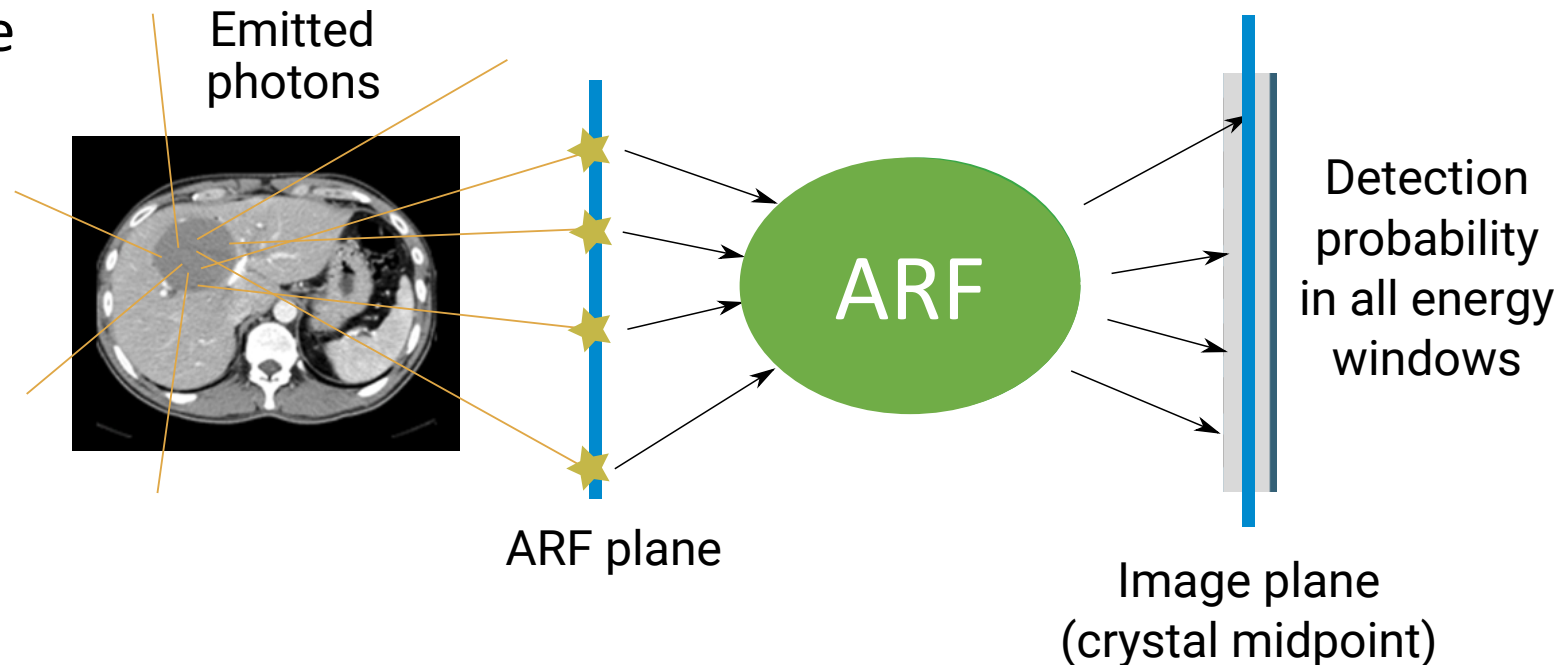 e
Emitted
photons
ARF
Detection
probability
in all energy
windows
ARF plane
Image plane
(crystal midpoint)